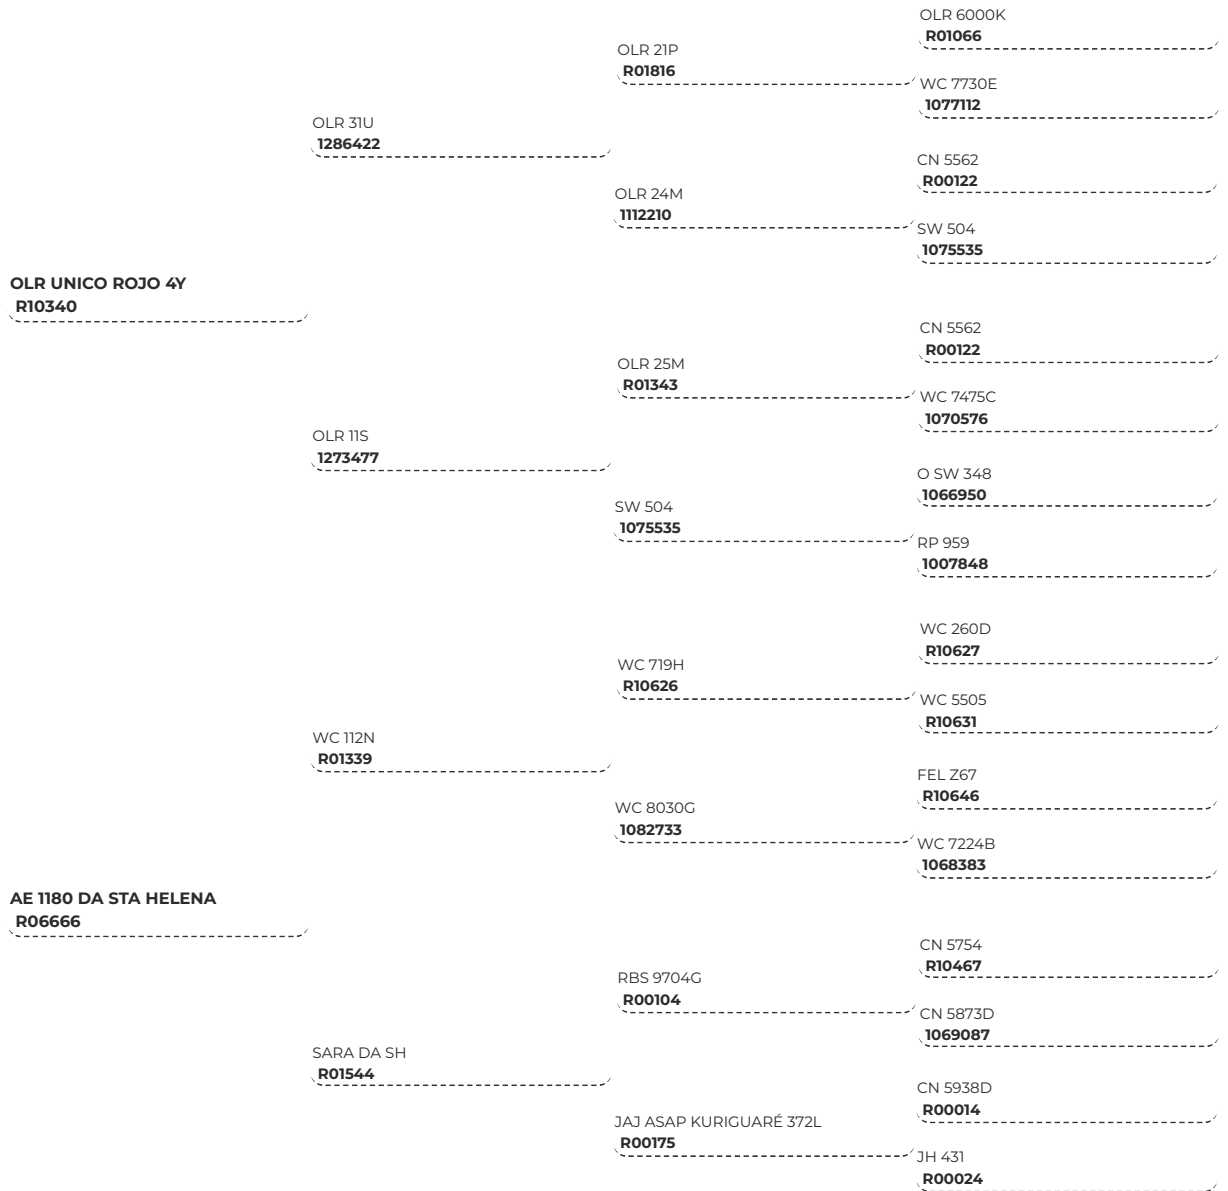 OLR 6000K
R01066
OLR 21P
R01816
WC 7730E
1077112
OLR 31U
1286422
CN 5562
R00122
OLR 24M
1112210
SW 504
1075535
OLR UNICO ROJO 4Y
R10340
CN 5562
R00122
OLR 25M
R01343
WC 7475C
1070576
OLR 11S
1273477
O SW 348
1066950
SW 504
1075535
RP 959
1007848
WC 260D
R10627
WC 719H
R10626
WC 5505
R10631
WC 112N
R01339
FEL Z67
R10646
WC 8030G
1082733
WC 7224B
1068383
AE 1180 DA STA HELENA
R06666
CN 5754
R10467
RBS 9704G
R00104
CN 5873D
1069087
SARA DA SH
R01544
CN 5938D
R00014
JAJ ASAP KURIGUARÉ 372L
R00175
JH 431
R00024